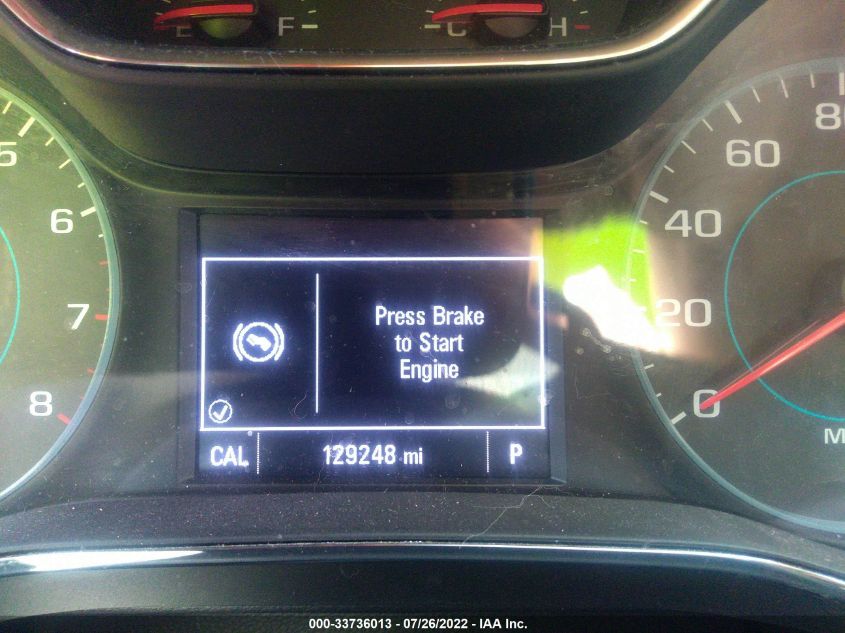 E F C H
5
6
7
8
80
60
40
20
0
M
Press Brake
to Start
Engine
CAL 129248 mi P
000-33736013 - 07/26/2022 - IAA Inc.